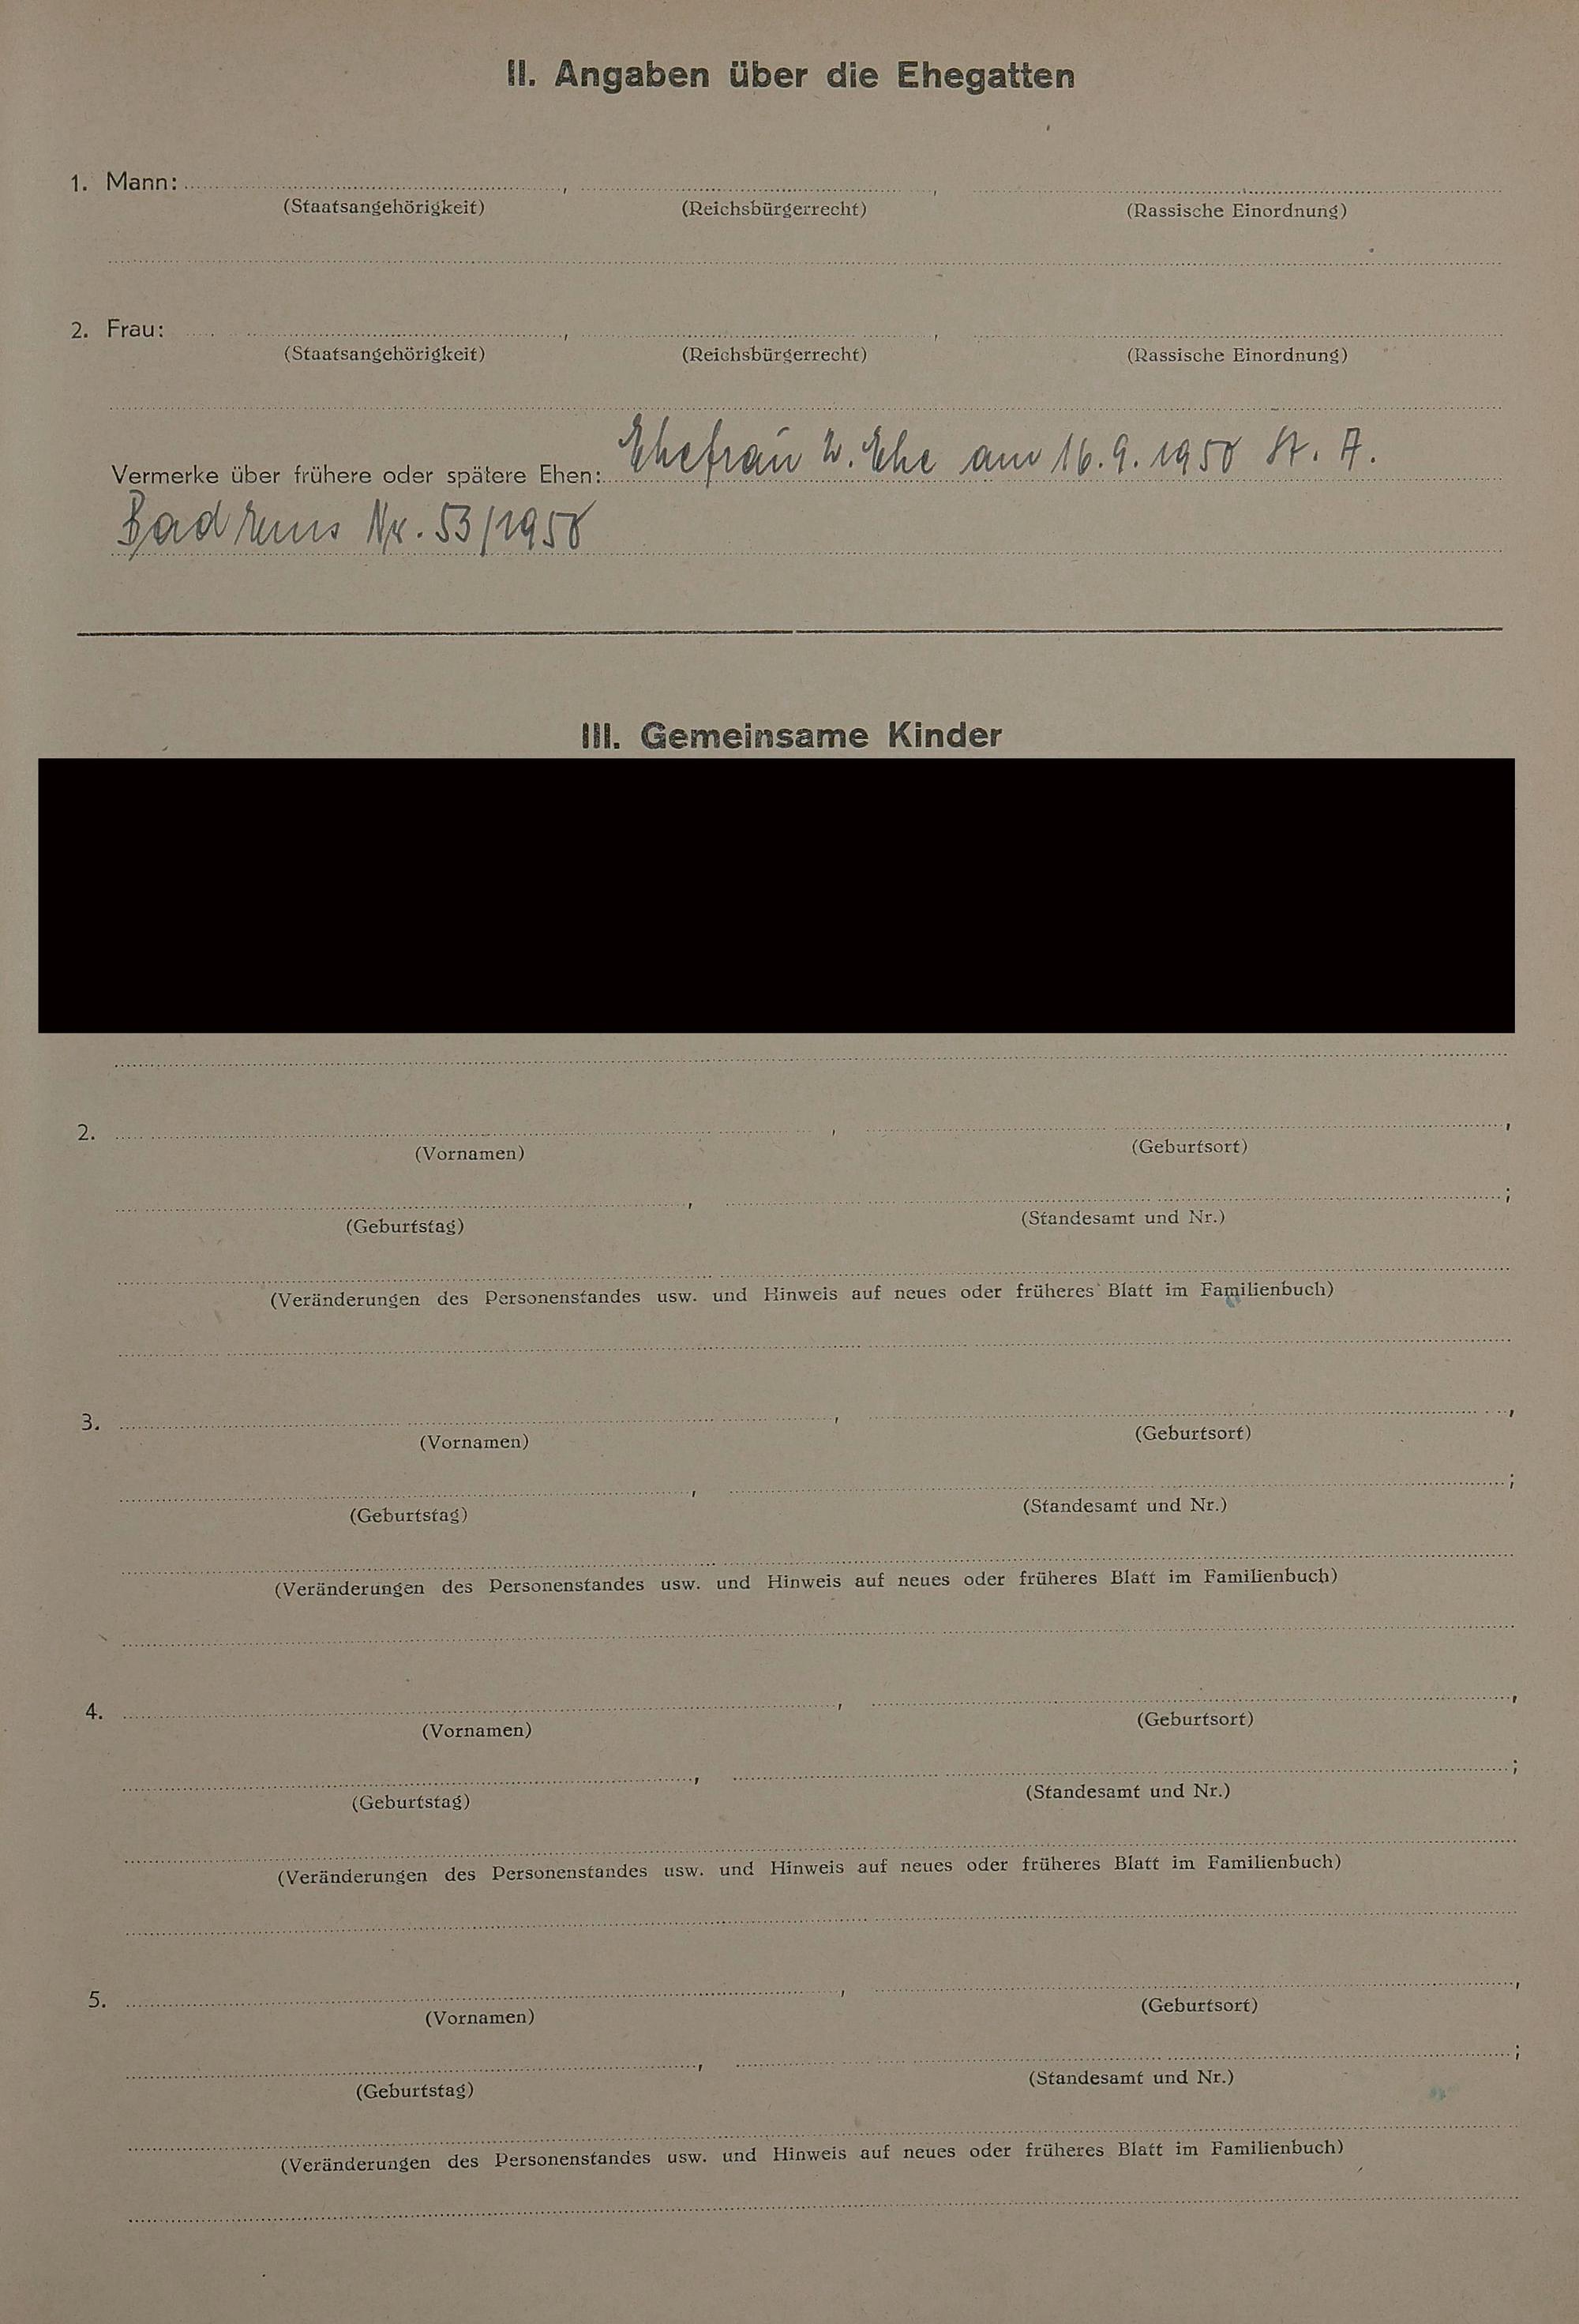 II. Angaben über die Ehegatten
1. Mann: , ,
(Staatsangehörigkeit) (Reichsbürgerrecht) (Rassische Einordnung)
2. Frau: , ,
(Staatsangehörigkeit) (Reichsbürgerrecht) (Rassische Einordnung)
Vermerke über frühere oder spätere Ehen: Ehefrau 2. Ehe am 16.9.1958 St. A.
Bad Ems Nr. 53/1958
III. Gemeinsame Kinder
2. , ,
(Vornamen) (Geburtsort)
, ;
(Geburtstag) (Standesamt und Nr.)
(Veränderungen des Personenstandes usw. und Hinweis auf neues oder früheres Blatt im Familienbuch)
3. , ,
(Vornamen) (Geburtsort)
, ;
(Geburtstag) (Standesamt und Nr.)
(Veränderungen des Personenstandes usw. und Hinweis auf neues oder früheres Blatt im Familienbuch)
4. , ,
(Vornamen) (Geburtsort)
, ;
(Geburtstag) (Standesamt und Nr.)
(Veränderungen des Personenstandes usw. und Hinweis auf neues oder früheres Blatt im Familienbuch)
5. , ,
(Vornamen) (Geburtsort)
, ;
(Geburtstag) (Standesamt und Nr.)
(Veränderungen des Personenstandes usw. und Hinweis auf neues oder früheres Blatt im Familienbuch)